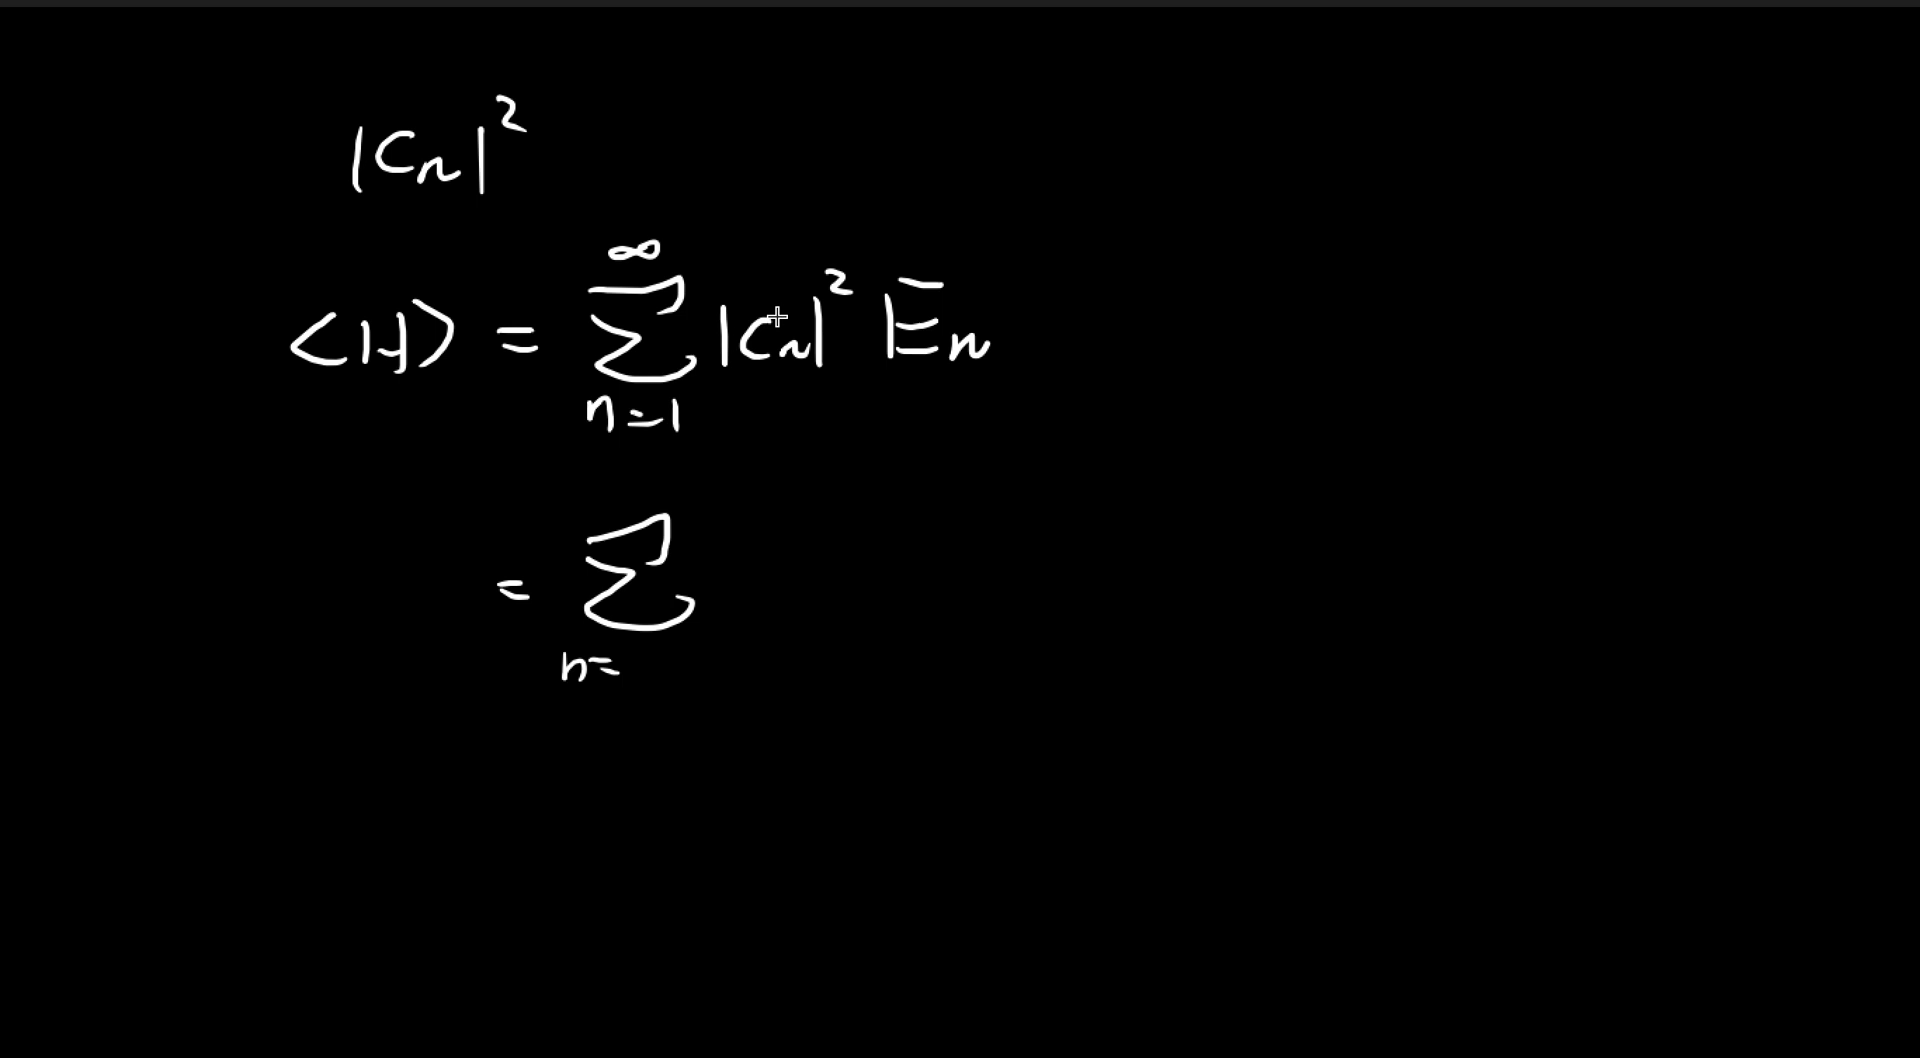 |Cn|²
<H> = ∞∑n=1 |Cn|² En
= ∑n=